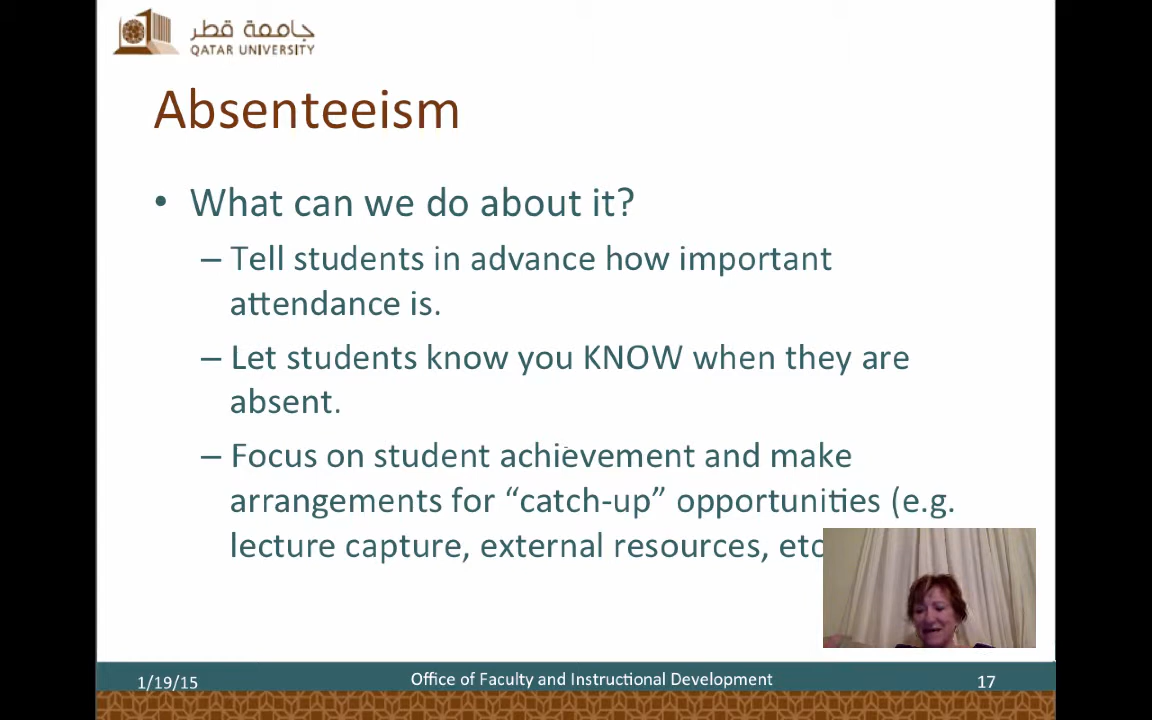 جامعة قطر
QATAR UNIVERSITY
Absenteeism
• What can we do about it?
– Tell students in advance how important
attendance is.
– Let students know you KNOW when they are
absent.
– Focus on student achievement and make
arrangements for “catch-up” opportunities (e.g.
lecture capture, external resources, etc
1/19/15
Office of Faculty and Instructional Development
17